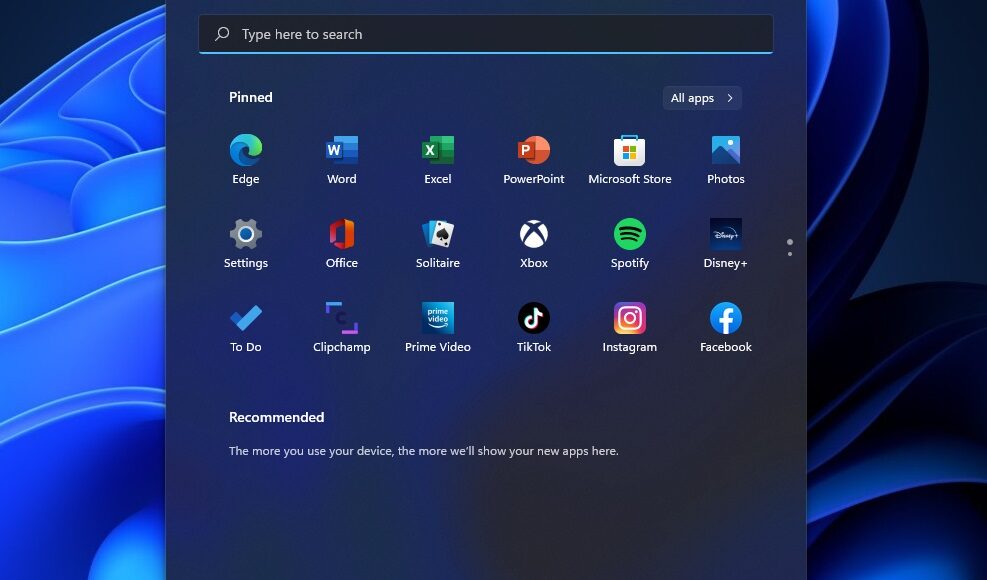 Type here to search
Pinned
All apps
Edge
Word
Excel
PowerPoint
Microsoft Store
Photos
Settings
Office
Solitaire
Xbox
Spotify
Disney+
To Do
Clipchamp
prime video
Prime Video
TikTok
Instagram
Facebook
Recommended
The more you use your device, the more we'll show your new apps here.